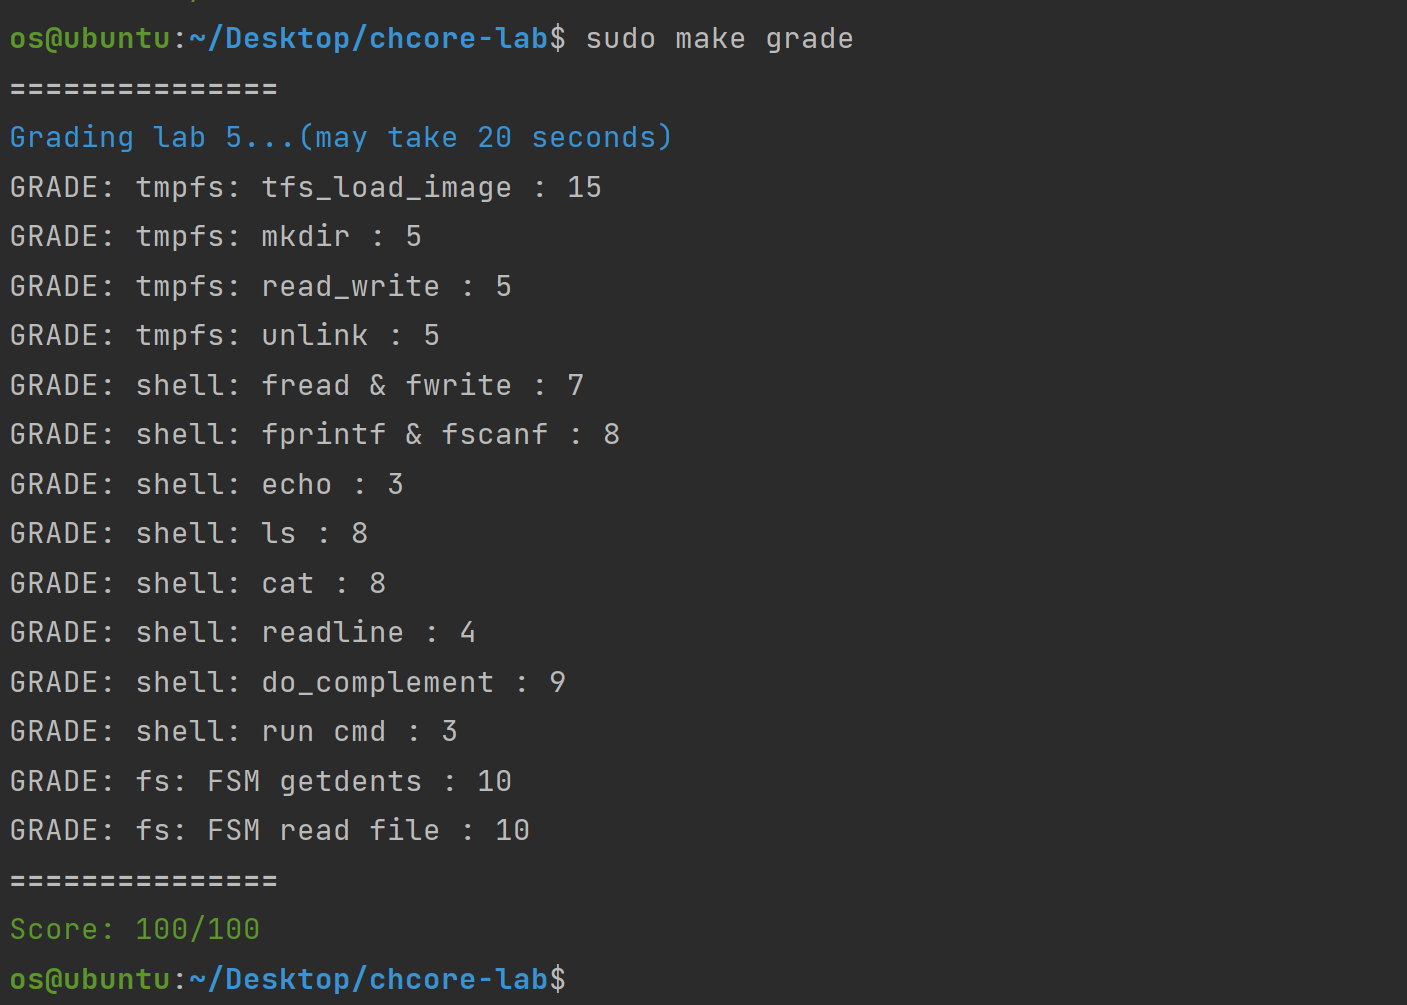 os@ubuntu:~/Desktop/chcore-lab$ sudo make grade
===============
Grading lab 5...(may take 20 seconds)
GRADE: tmpfs: tfs_load_image : 15
GRADE: tmpfs: mkdir : 5
GRADE: tmpfs: read_write : 5
GRADE: tmpfs: unlink : 5
GRADE: shell: fread & fwrite : 7
GRADE: shell: fprintf & fscanf : 8
GRADE: shell: echo : 3
GRADE: shell: ls : 8
GRADE: shell: cat : 8
GRADE: shell: readline : 4
GRADE: shell: do_complement : 9
GRADE: shell: run cmd : 3
GRADE: fs: FSM getdents : 10
GRADE: fs: FSM read file : 10
===============
Score: 100/100
os@ubuntu:~/Desktop/chcore-lab$